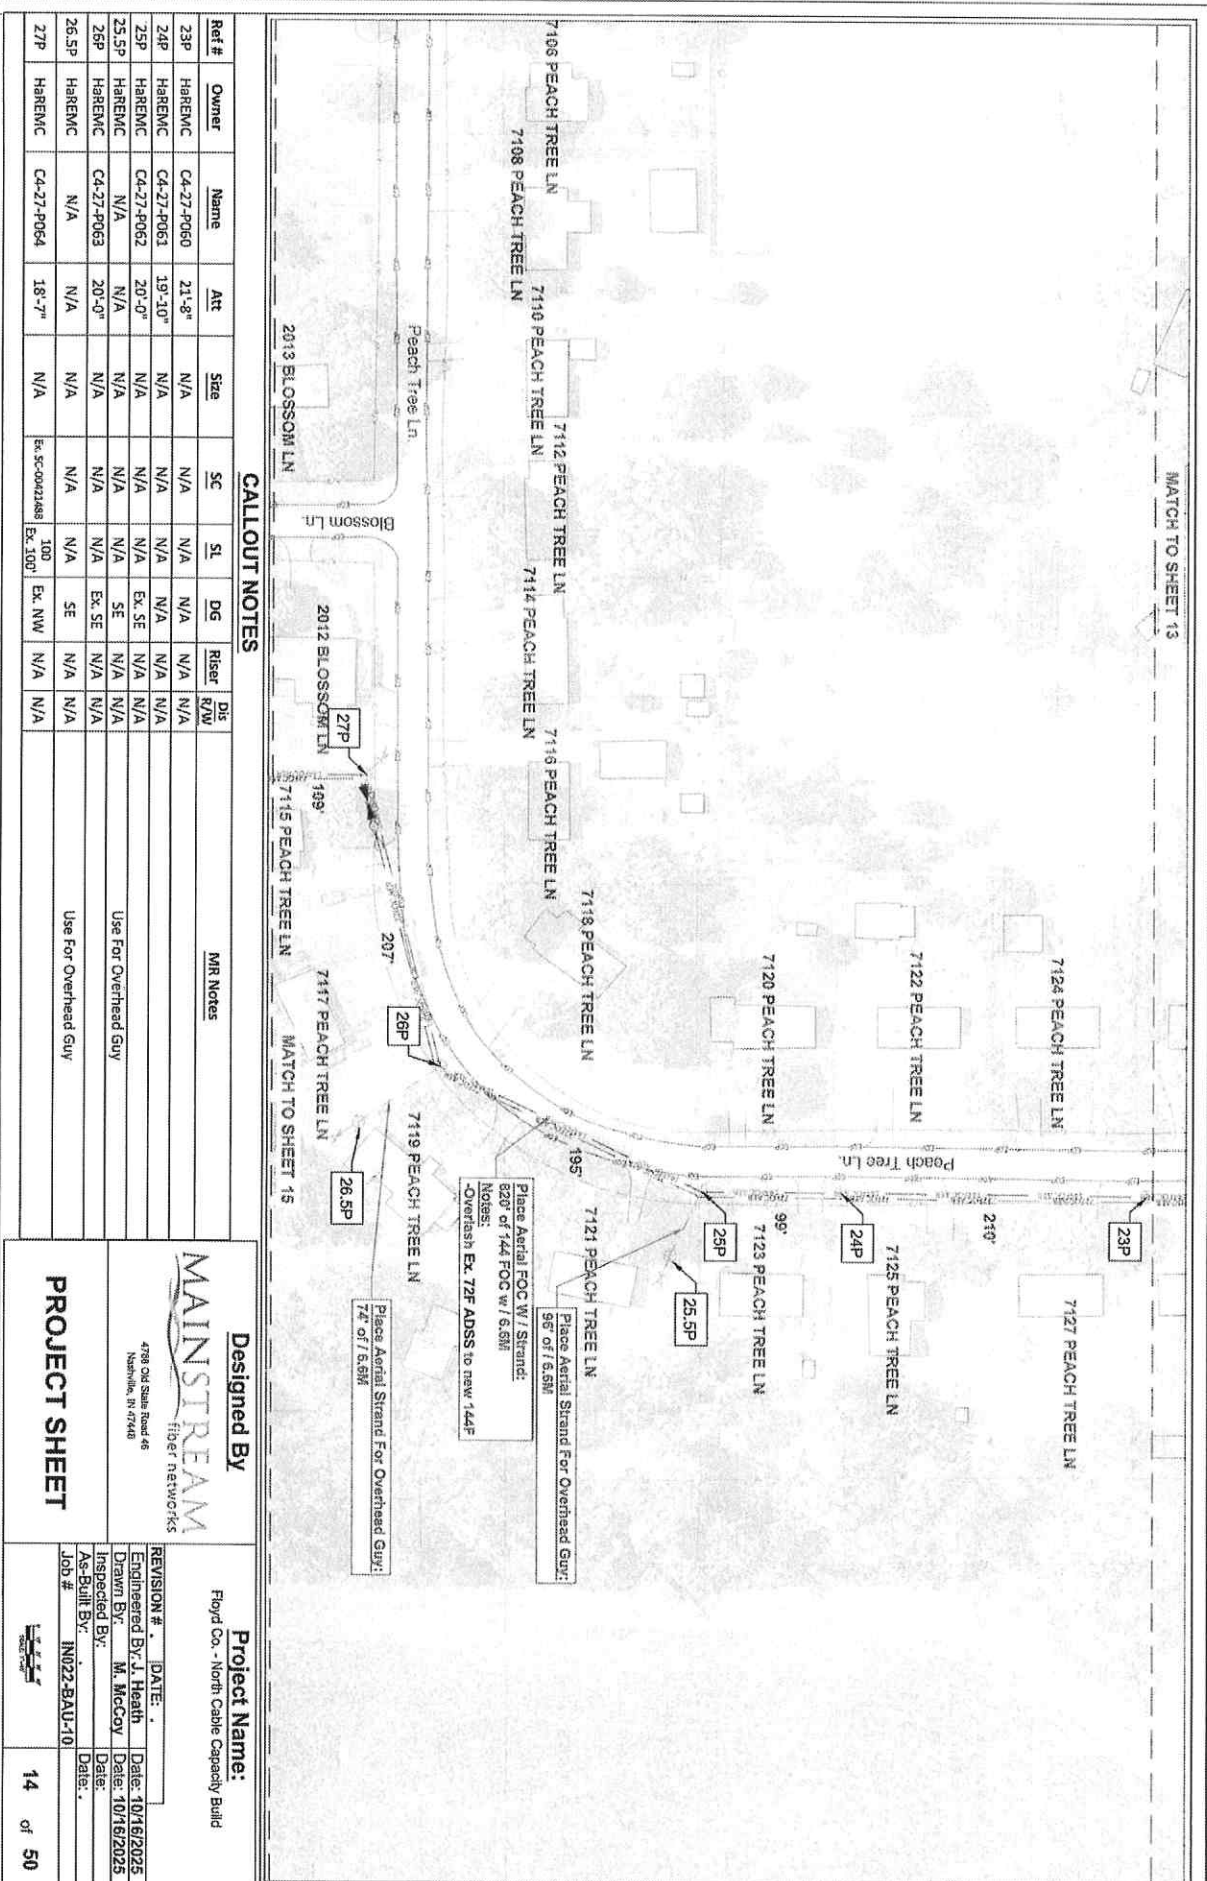 MATCH TO SHEET 13
7106 PEACH TREE LN
7108 PEACH TREE LN
7110 PEACH TREE LN
7112 PEACH TREE LN
7114 PEACH TREE LN
7116 PEACH TREE LN
7118 PEACH TREE LN
7120 PEACH TREE LN
7122 PEACH TREE LN
7124 PEACH TREE LN
Peach Tree Ln.
Peach Tree Ln.
Blossom Ln.
2013 BLOSSOM LN
2012 BLOSSOM LN
7115 PEACH TREE LN
7117 PEACH TREE LN
7119 PEACH TREE LN
7121 PEACH TREE LN
7123 PEACH TREE LN
7125 PEACH TREE LN
7127 PEACH TREE LN
23P
210'
24P
99'
25P
25.5P
195'
26P
26.5P
207'
27P
109'
Place Aerial Strand For Overhead Guy:
96' of / 6.6M
Place Aerial FOC W / Strand:
820' of 144 FOC w / 6.6M
Notes:
-Overlash Ex. 72F ADSS to new 144F
Place Aerial Strand For Overhead Guy:
74' of / 6.6M
MATCH TO SHEET 15
CALLOUT NOTES
Ref # Owner Name Att Size SC SL DG Riser Dis R/W MR Notes
23P HaREMC C4-27-P060 21'-8" N/A N/A N/A N/A N/A N/A
24P HaREMC C4-27-P061 19'-10" N/A N/A N/A N/A N/A N/A
25P HaREMC C4-27-P062 20'-0" N/A N/A N/A Ex. SE N/A N/A
25.5P HaREMC N/A N/A N/A N/A N/A SE N/A N/A Use For Overhead Guy
26P HaREMC C4-27-P063 20'-0" N/A N/A N/A Ex. SE N/A N/A
26.5P HaREMC N/A N/A N/A N/A N/A SE N/A N/A Use For Overhead Guy
27P HaREMC C4-27-P064 18'-7" N/A Ex. SC-00421488 100 Ex. 100' Ex. NW N/A N/A
Designed By
MAINSTREAM
fiber networks
4798 Old State Road 46
Nashville, IN 47448
PROJECT SHEET
Project Name:
Floyd Co. - North Cable Capacity Build
REVISION # . DATE: .
Engineered By: J. Heath Date: 10/16/2025
Drawn By: M. McCoy Date: 10/16/2025
Inspected By: Date:
As-Built By: . Date: .
Job # IN022-BAU-10
14 of 50